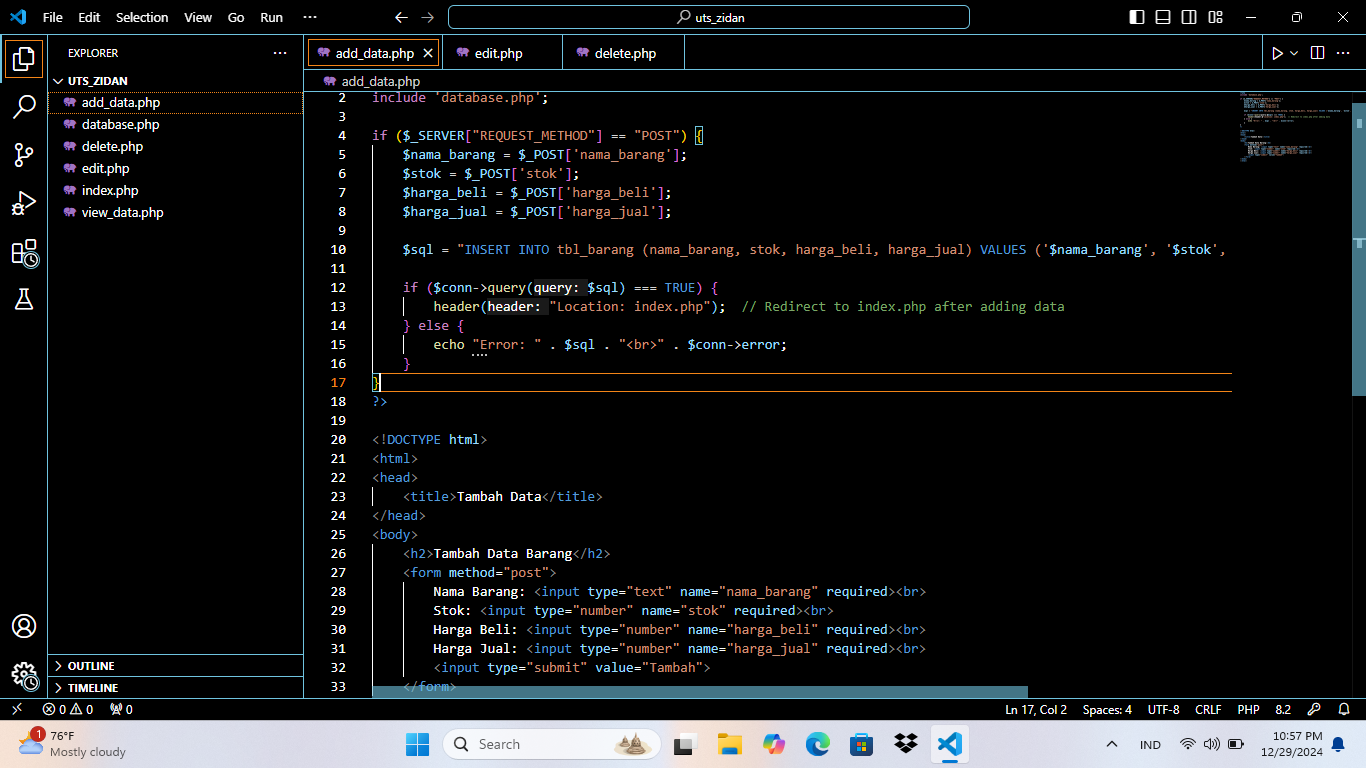 File Edit Selection View Go Run ···
uts_zidan
EXPLORER
UTS_ZIDAN
add_data.php
database.php
delete.php
edit.php
index.php
view_data.php
OUTLINE
TIMELINE
add_data.php edit.php delete.php
add_data.php
2 include 'database.php';
3
4 if ($_SERVER["REQUEST_METHOD"] == "POST") {
5 $nama_barang = $_POST['nama_barang'];
6 $stok = $_POST['stok'];
7 $harga_beli = $_POST['harga_beli'];
8 $harga_jual = $_POST['harga_jual'];
9
10 $sql = "INSERT INTO tbl_barang (nama_barang, stok, harga_beli, harga_jual) VALUES ('$nama_barang', '$stok',
11
12 if ($conn->query(query: $sql) === TRUE) {
13 header(header: "Location: index.php"); // Redirect to index.php after adding data
14 } else {
15 echo "Error: " . $sql . "<br>" . $conn->error;
16 }
17 }
18 ?>
19
20 <!DOCTYPE html>
21 <html>
22 <head>
23 <title>Tambah Data</title>
24 </head>
25 <body>
26 <h2>Tambah Data Barang</h2>
27 <form method="post">
28 Nama Barang: <input type="text" name="nama_barang" required><br>
29 Stok: <input type="number" name="stok" required><br>
30 Harga Beli: <input type="number" name="harga_beli" required><br>
31 Harga Jual: <input type="number" name="harga_jual" required><br>
32 <input type="submit" value="Tambah">
33 </form>
0 0 0
Ln 17, Col 2 Spaces: 4 UTF-8 CRLF PHP 8.2
1
76°F
Mostly cloudy
Search
IND
10:57 PM
12/29/2024